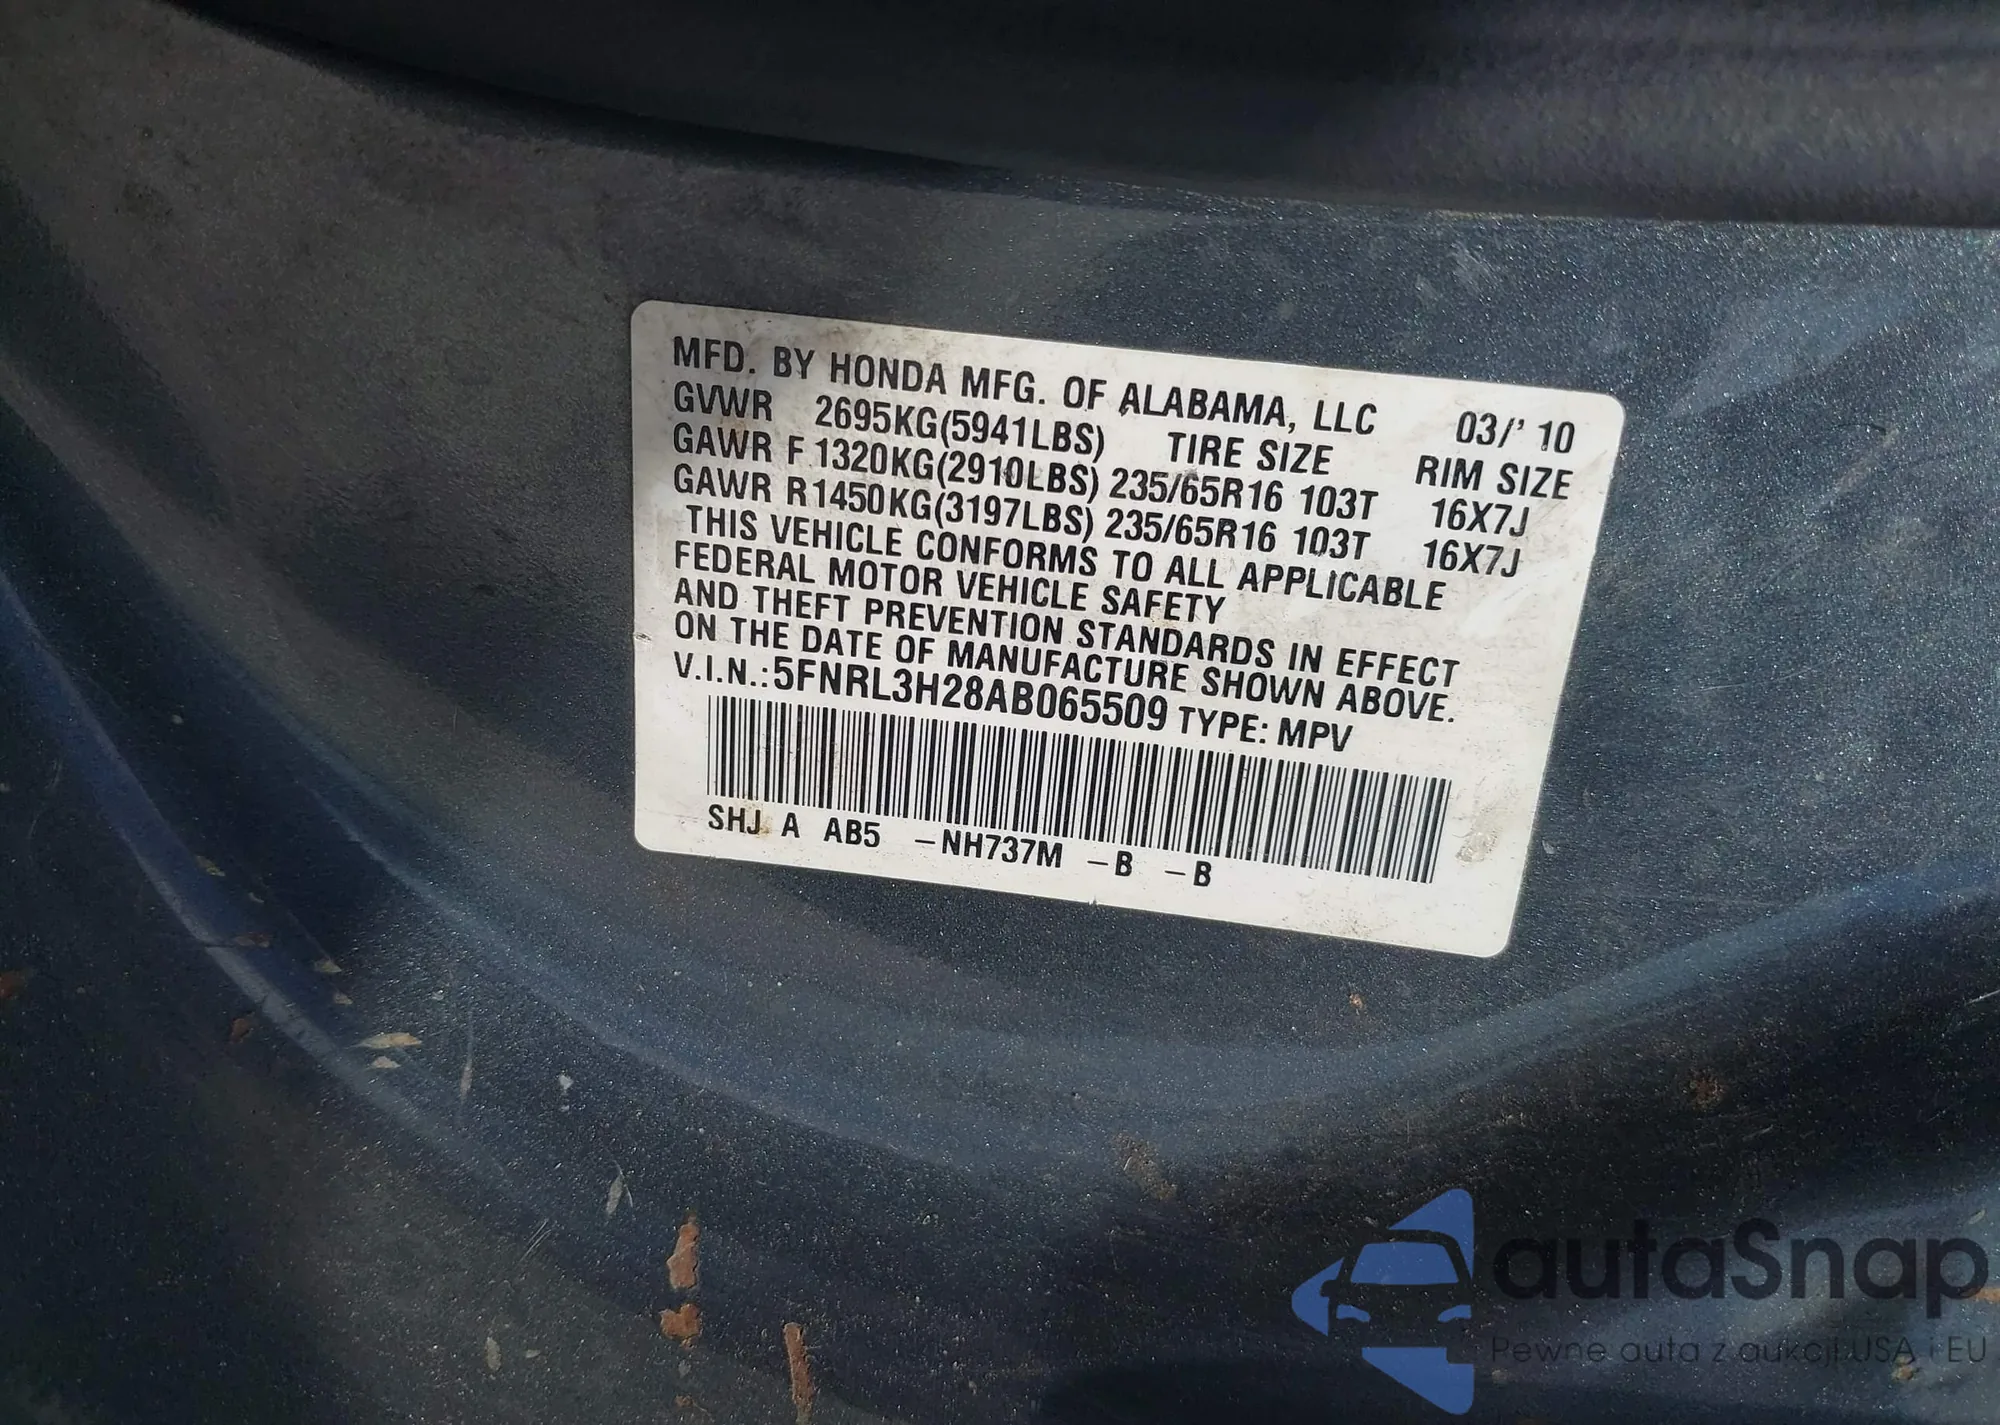 MFD. BY HONDA MFG. OF ALABAMA, LLC 03/' 10
GVWR 2695KG(5941LBS) TIRE SIZE RIM SIZE
GAWR F 1320KG(2910LBS) 235/65R16 103T 16X7J
GAWR R 1450KG(3197LBS) 235/65R16 103T 16X7J
THIS VEHICLE CONFORMS TO ALL APPLICABLE
FEDERAL MOTOR VEHICLE SAFETY
AND THEFT PREVENTION STANDARDS IN EFFECT
ON THE DATE OF MANUFACTURE SHOWN ABOVE.
V.I.N.: 5FNRL3H28AB065509 TYPE: MPV
SHJ A AB5 -NH737M -B -B
autaSnap
Pewne auta z aukcji USA i EU